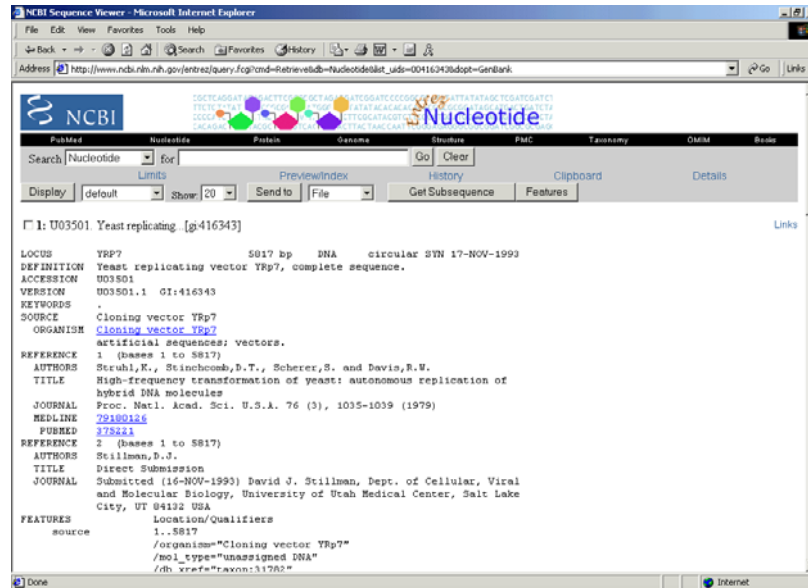 NCBI Sequence Viewer - Microsoft Internet Explorer
File Edit View Favorites Tools Help
Back Search Favorites History
Address http://www.ncbi.nlm.nih.gov/entrez/query.fcgi?cmd=Retrieve&db=Nucleotide&list_uids=00416343&dopt=GenBank Go Links
NCBI Entrez Nucleotide
PubMed Nucleotide Protein Genome Structure PMC Taxonomy OMIM Books
Search Nucleotide for Go Clear
Limits Preview/Index History Clipboard Details
Display default Show: 20 Send to File Get Subsequence Features
1: U03501. Yeast replicating...[gi:416343] Links
LOCUS YRP7 5817 bp DNA circular SYN 17-NOV-1993
DEFINITION Yeast replicating vector YRp7, complete sequence.
ACCESSION U03501
VERSION U03501.1 GI:416343
KEYWORDS .
SOURCE Cloning vector YRp7
ORGANISM Cloning vector YRp7
artificial sequences; vectors.
REFERENCE 1 (bases 1 to 5817)
AUTHORS Struhl,K., Stinchcomb,D.T., Scherer,S. and Davis,R.W.
TITLE High-frequency transformation of yeast: autonomous replication of
hybrid DNA molecules
JOURNAL Proc. Natl. Acad. Sci. U.S.A. 76 (3), 1035-1039 (1979)
MEDLINE 79180126
PUBMED 375221
REFERENCE 2 (bases 1 to 5817)
AUTHORS Stillman,D.J.
TITLE Direct Submission
JOURNAL Submitted (16-NOV-1993) David J. Stillman, Dept. of Cellular, Viral
and Molecular Biology, University of Utah Medical Center, Salt Lake
City, UT 84132 USA
FEATURES Location/Qualifiers
source 1..5817
/organism="Cloning vector YRp7"
/mol_type="unassigned DNA"
/db_xref="taxon:31782"
Done Internet